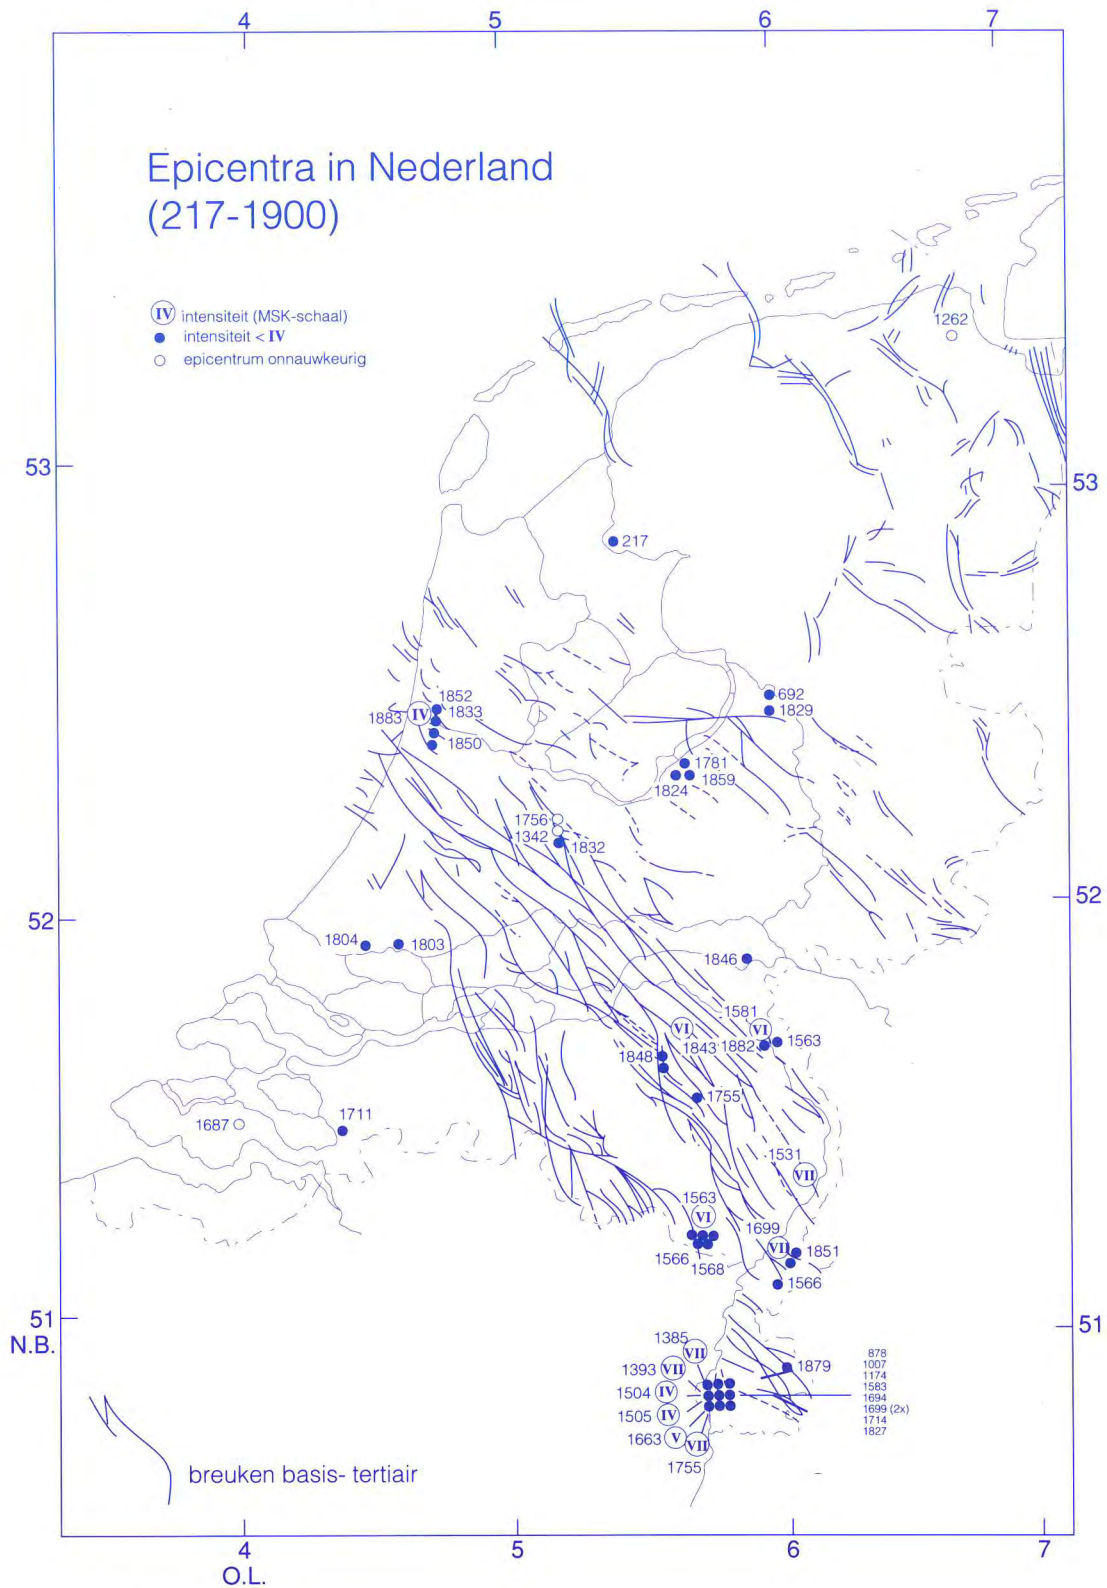 4 5 6 7
Epicentra in Nederland
(217-1900)
IV intensiteit (MSK-schaal)
intensiteit < IV
epicentrum onnauwkeurig
1262
53 53
217
692
1829
1852
1883 IV 1833
1850
1781
1824 1859
1756
1342 1832
52 52
1804 1803
1846
1581
VI VI
1848 1843 1882 1563
1755
1687 1711
1531
VII
1563
VI 1699
VII 1851
1566
1568
1566
51 51
N.B.
1385
VII
1393 VII
1504 IV
1505 IV
1663 V VII
1755
1879
878
1007
1174
1583
1694
1699 (2x)
1714
1827
breuken basis- tertiair
4 5 6 7
O.L.